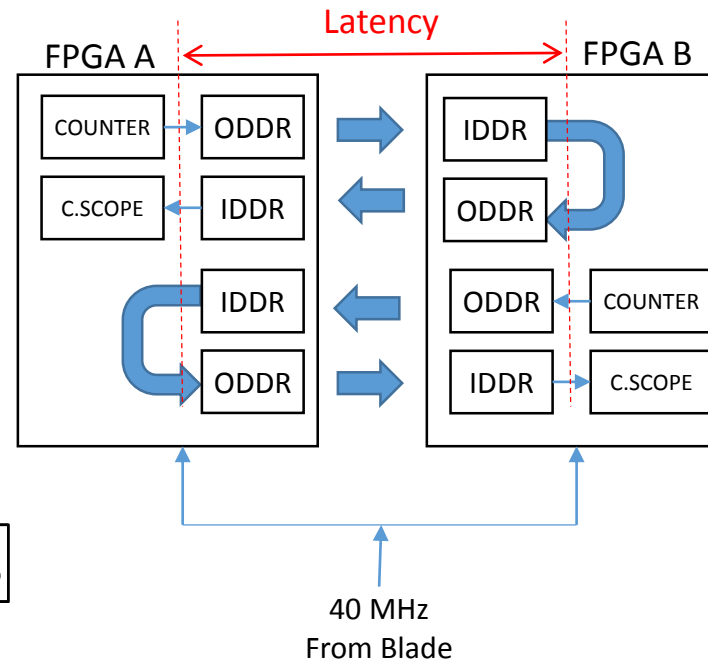 Latency
FPGA A
FPGA B
COUNTER
ODDR
IDDR
C.SCOPE
IDDR
ODDR
IDDR
ODDR
COUNTER
ODDR
IDDR
C.SCOPE
40 MHz
From Blade